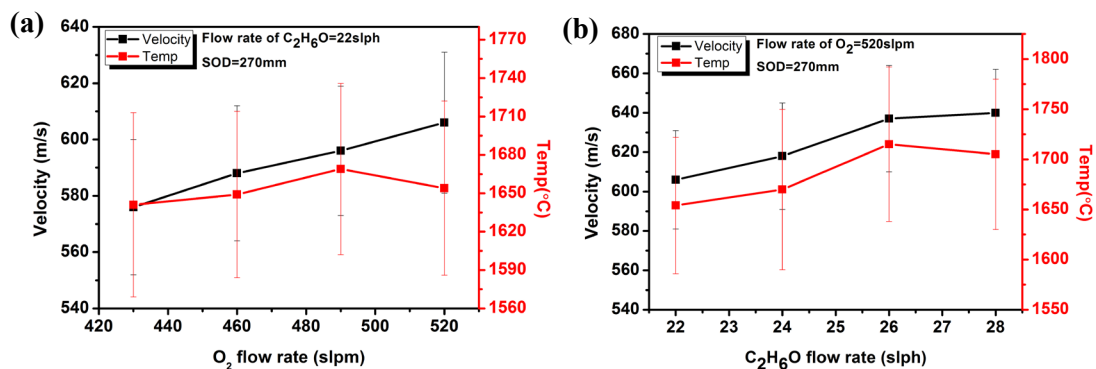 (a)
Velocity
Temp
Flow rate of C2H6O=22slph
SOD=270mm
640
620
600
580
560
540
Velocity (m/s)
420 440 460 480 500 520
O2 flow rate (slpm)
1770
1740
1710
1680
1650
1620
1590
1560
Temp(°C)
(b)
Velocity
Temp
Flow rate of O2=520slpm
SOD=270mm
680
660
640
620
600
580
560
540
Velocity (m/s)
22 23 24 25 26 27 28
C2H6O flow rate (slph)
1800
1750
1700
1650
1600
1550
Temp(°C)